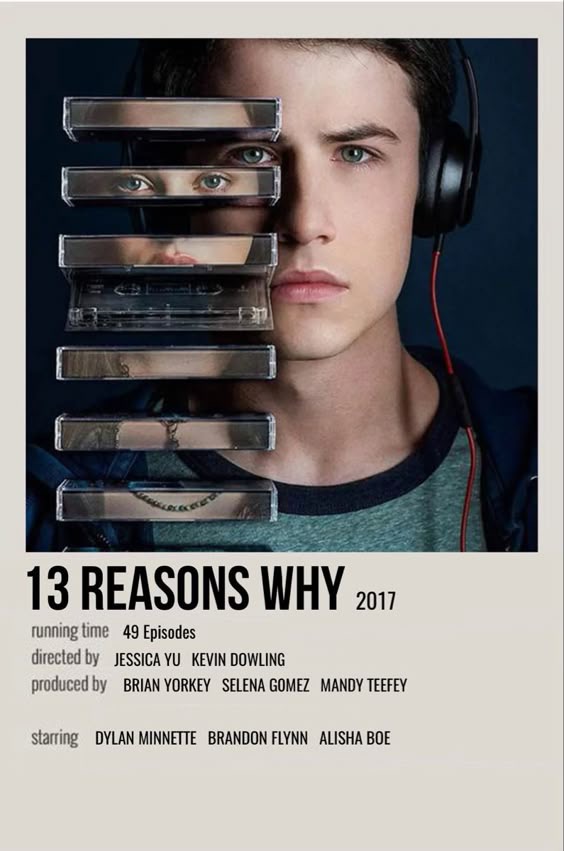 13 REASONS WHY 2017
running time 49 Episodes
directed by JESSICA YU KEVIN DOWLING
produced by BRIAN YORKEY SELENA GOMEZ MANDY TEEFEY
starring DYLAN MINNETTE BRANDON FLYNN ALISHA BOE